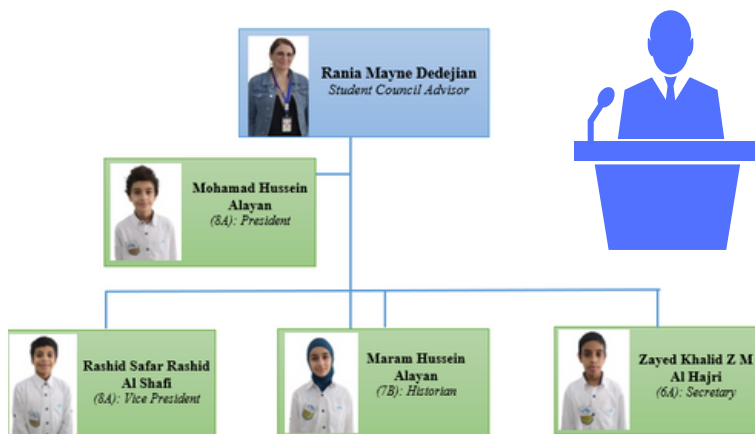 Rania Mayne Dedejian
Student Council Advisor
Mohamad Hussein
Alayan
(8A): President
Rashid Safar Rashid
Al Shafi
(8A): Vice President
Maram Hussein
Alayan
(7B): Historian
Zayed Khalid Z M
Al Hajri
(6A): Secretary